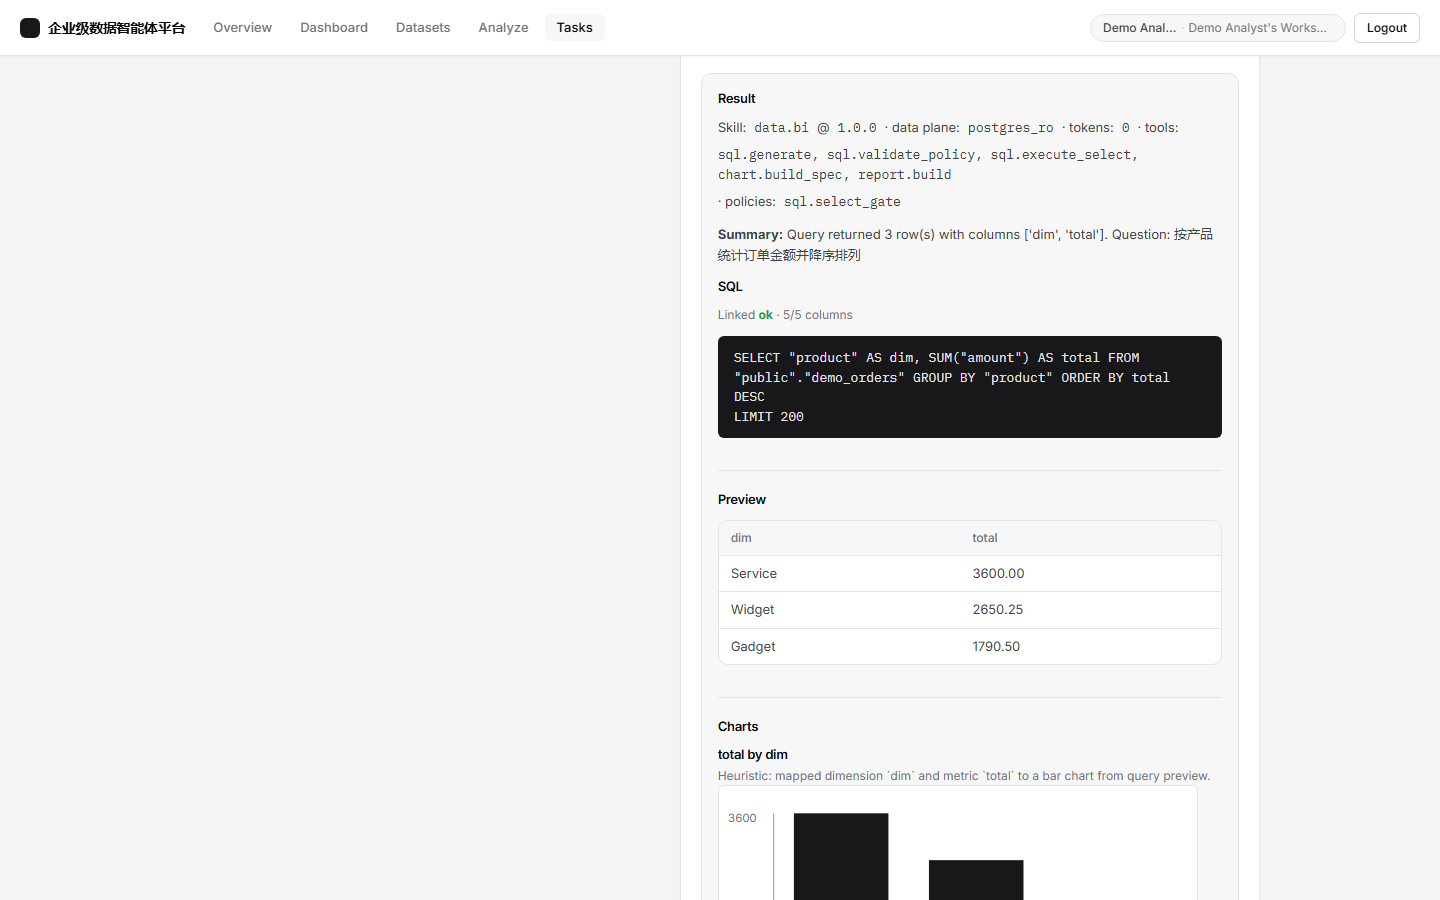 企业级数据智能体平台 Overview Dashboard Datasets Analyze Tasks Demo Anal... · Demo Analyst's Works... Logout
Result
Skill: data.bi @ 1.0.0 · data plane: postgres_ro · tokens: 0 · tools:
sql.generate, sql.validate_policy, sql.execute_select,
chart.build_spec, report.build
· policies: sql.select_gate
Summary: Query returned 3 row(s) with columns ['dim', 'total']. Question: 按产品
统计订单金额并降序排列
SQL
Linked ok · 5/5 columns
SELECT "product" AS dim, SUM("amount") AS total FROM
"public"."demo_orders" GROUP BY "product" ORDER BY total
DESC
LIMIT 200
Preview
dim total
Service 3600.00
Widget 2650.25
Gadget 1790.50
Charts
total by dim
Heuristic: mapped dimension `dim` and metric `total` to a bar chart from query preview.
3600